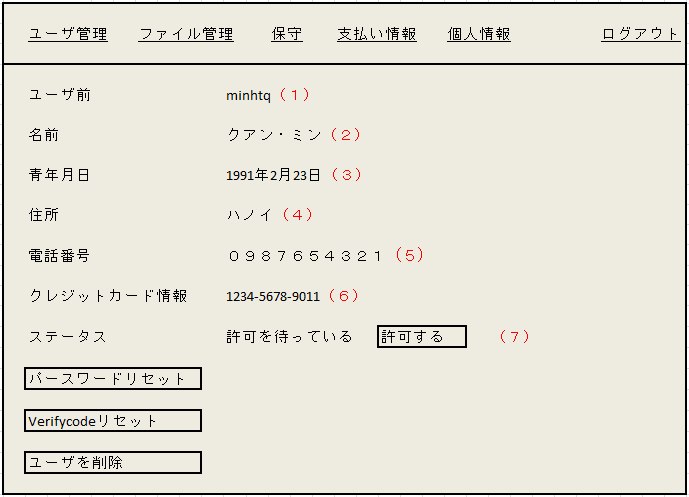 ユーザ管理 ファイル管理 保守 支払い情報 個人情報 ログアウト
ユーザ前 minhtq（1）
名前 クアン・ミン（2）
青年月日 1991年2月23日（3）
住所 ハノイ（4）
電話番号 ０９８７６５４３２１（5）
クレジットカード情報 1234-5678-9011（6）
ステータス 許可を待っている 許可する （7）
パースワードリセット
Verifycodeリセット
ユーザを削除